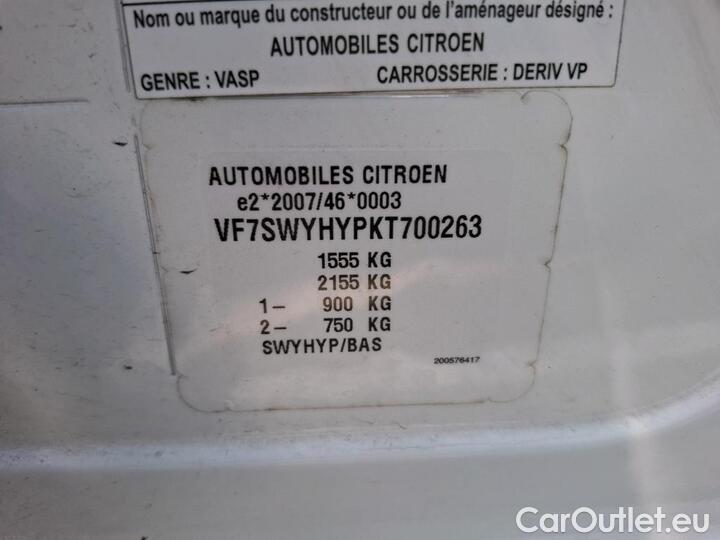 Nom ou marque du constructeur ou de l'aménageur désigné :
AUTOMOBILES CITROEN
GENRE : VASP CARROSSERIE : DERIV VP
AUTOMOBILES CITROEN
e2*2007/46*0003
VF7SWYHYPKT700263
1555 KG
2155 KG
1- 900 KG
2- 750 KG
SWYHYP/BAS
200576417
CarOutlet.eu